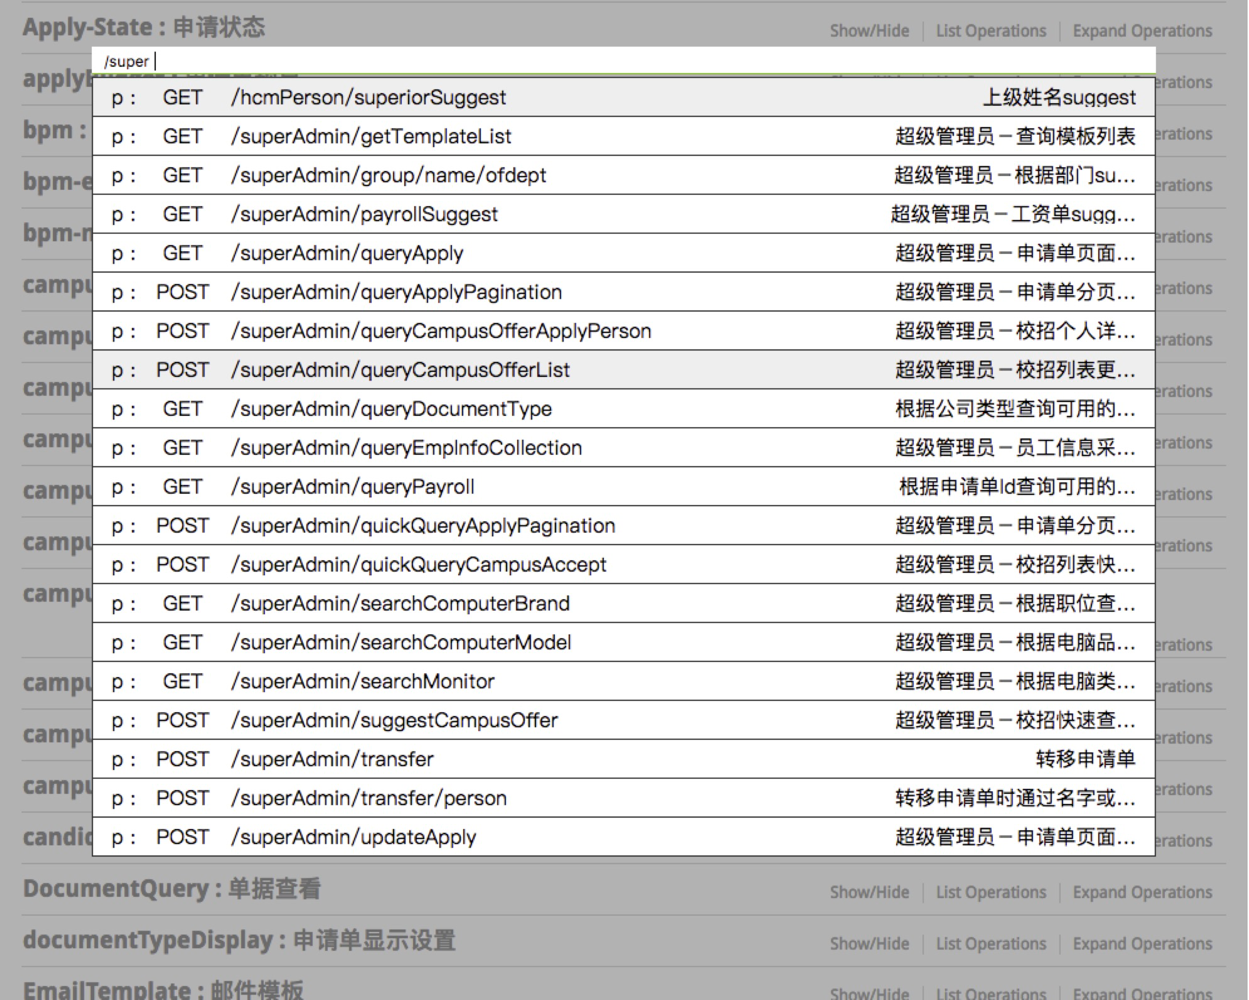 Apply-State : 申请状态 Show/Hide List Operations Expand Operations
/super
p : GET /hcmPerson/superiorSuggest 上级姓名suggest
p : GET /superAdmin/getTemplateList 超级管理员－查询模板列表
p : GET /superAdmin/group/name/ofdept 超级管理员－根据部门su...
p : GET /superAdmin/payrollSuggest 超级管理员－工资单sugg...
p : GET /superAdmin/queryApply 超级管理员－申请单页面...
p : POST /superAdmin/queryApplyPagination 超级管理员－申请单分页...
p : POST /superAdmin/queryCampusOfferApplyPerson 超级管理员－校招个人详...
p : POST /superAdmin/queryCampusOfferList 超级管理员－校招列表更...
p : GET /superAdmin/queryDocumentType 根据公司类型查询可用的...
p : GET /superAdmin/queryEmpInfoCollection 超级管理员－员工信息采...
p : GET /superAdmin/queryPayroll 根据申请单Id查询可用的...
p : POST /superAdmin/quickQueryApplyPagination 超级管理员－申请单分页...
p : POST /superAdmin/quickQueryCampusAccept 超级管理员－校招列表快...
p : GET /superAdmin/searchComputerBrand 超级管理员－根据职位查...
p : GET /superAdmin/searchComputerModel 超级管理员－根据电脑品...
p : GET /superAdmin/searchMonitor 超级管理员－根据电脑类...
p : POST /superAdmin/suggestCampusOffer 超级管理员－校招快速查...
p : POST /superAdmin/transfer 转移申请单
p : POST /superAdmin/transfer/person 转移申请单时通过名字或...
p : POST /superAdmin/updateApply 超级管理员－申请单页面...
DocumentQuery : 单据查看 Show/Hide List Operations Expand Operations
documentTypeDisplay : 申请单显示设置 Show/Hide List Operations Expand Operations
EmailTemplate : 邮件模板 Show/Hide List Operations Expand Operations